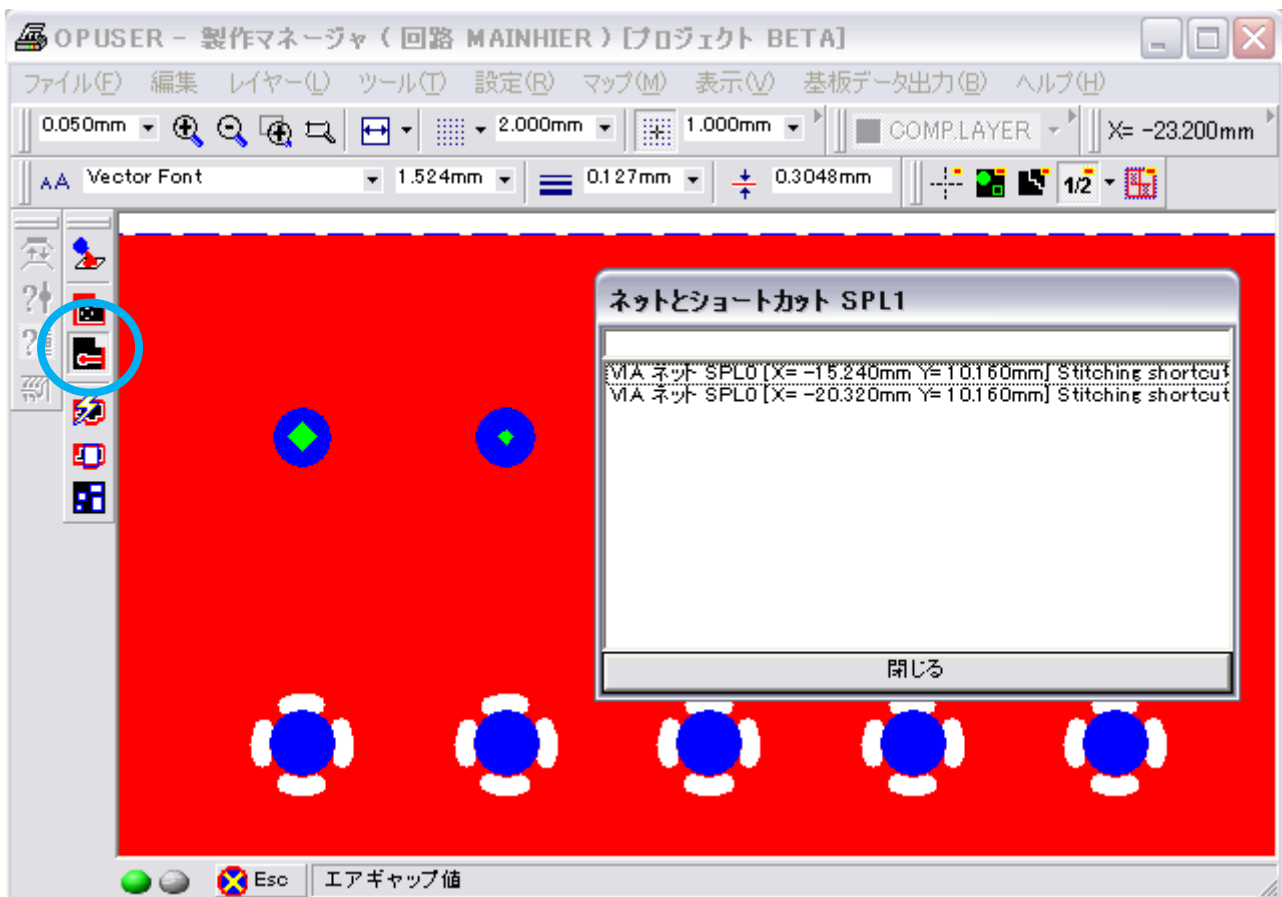 OPUSER - 製作マネージャ ( 回路 MAINHIER ) [プロジェクト BETA]
ファイル(F) 編集 レイヤー(L) ツール(T) 設定(R) マップ(M) 表示(V) 基板データ出力(B) ヘルプ(H)
0.050mm 2.000mm 1.000mm COMP.LAYER X= -23.200mm
AA Vector Font 1.524mm 0.127mm 0.3048mm 1/2
ネットとショートカット SPL1
VIA ネット SPL0 [X= -15.240mm Y= 10.160mm] Stitching shortcut
VIA ネット SPL0 [X= -20.320mm Y= 10.160mm] Stitching shortcut
閉じる
Esc エアギャップ値